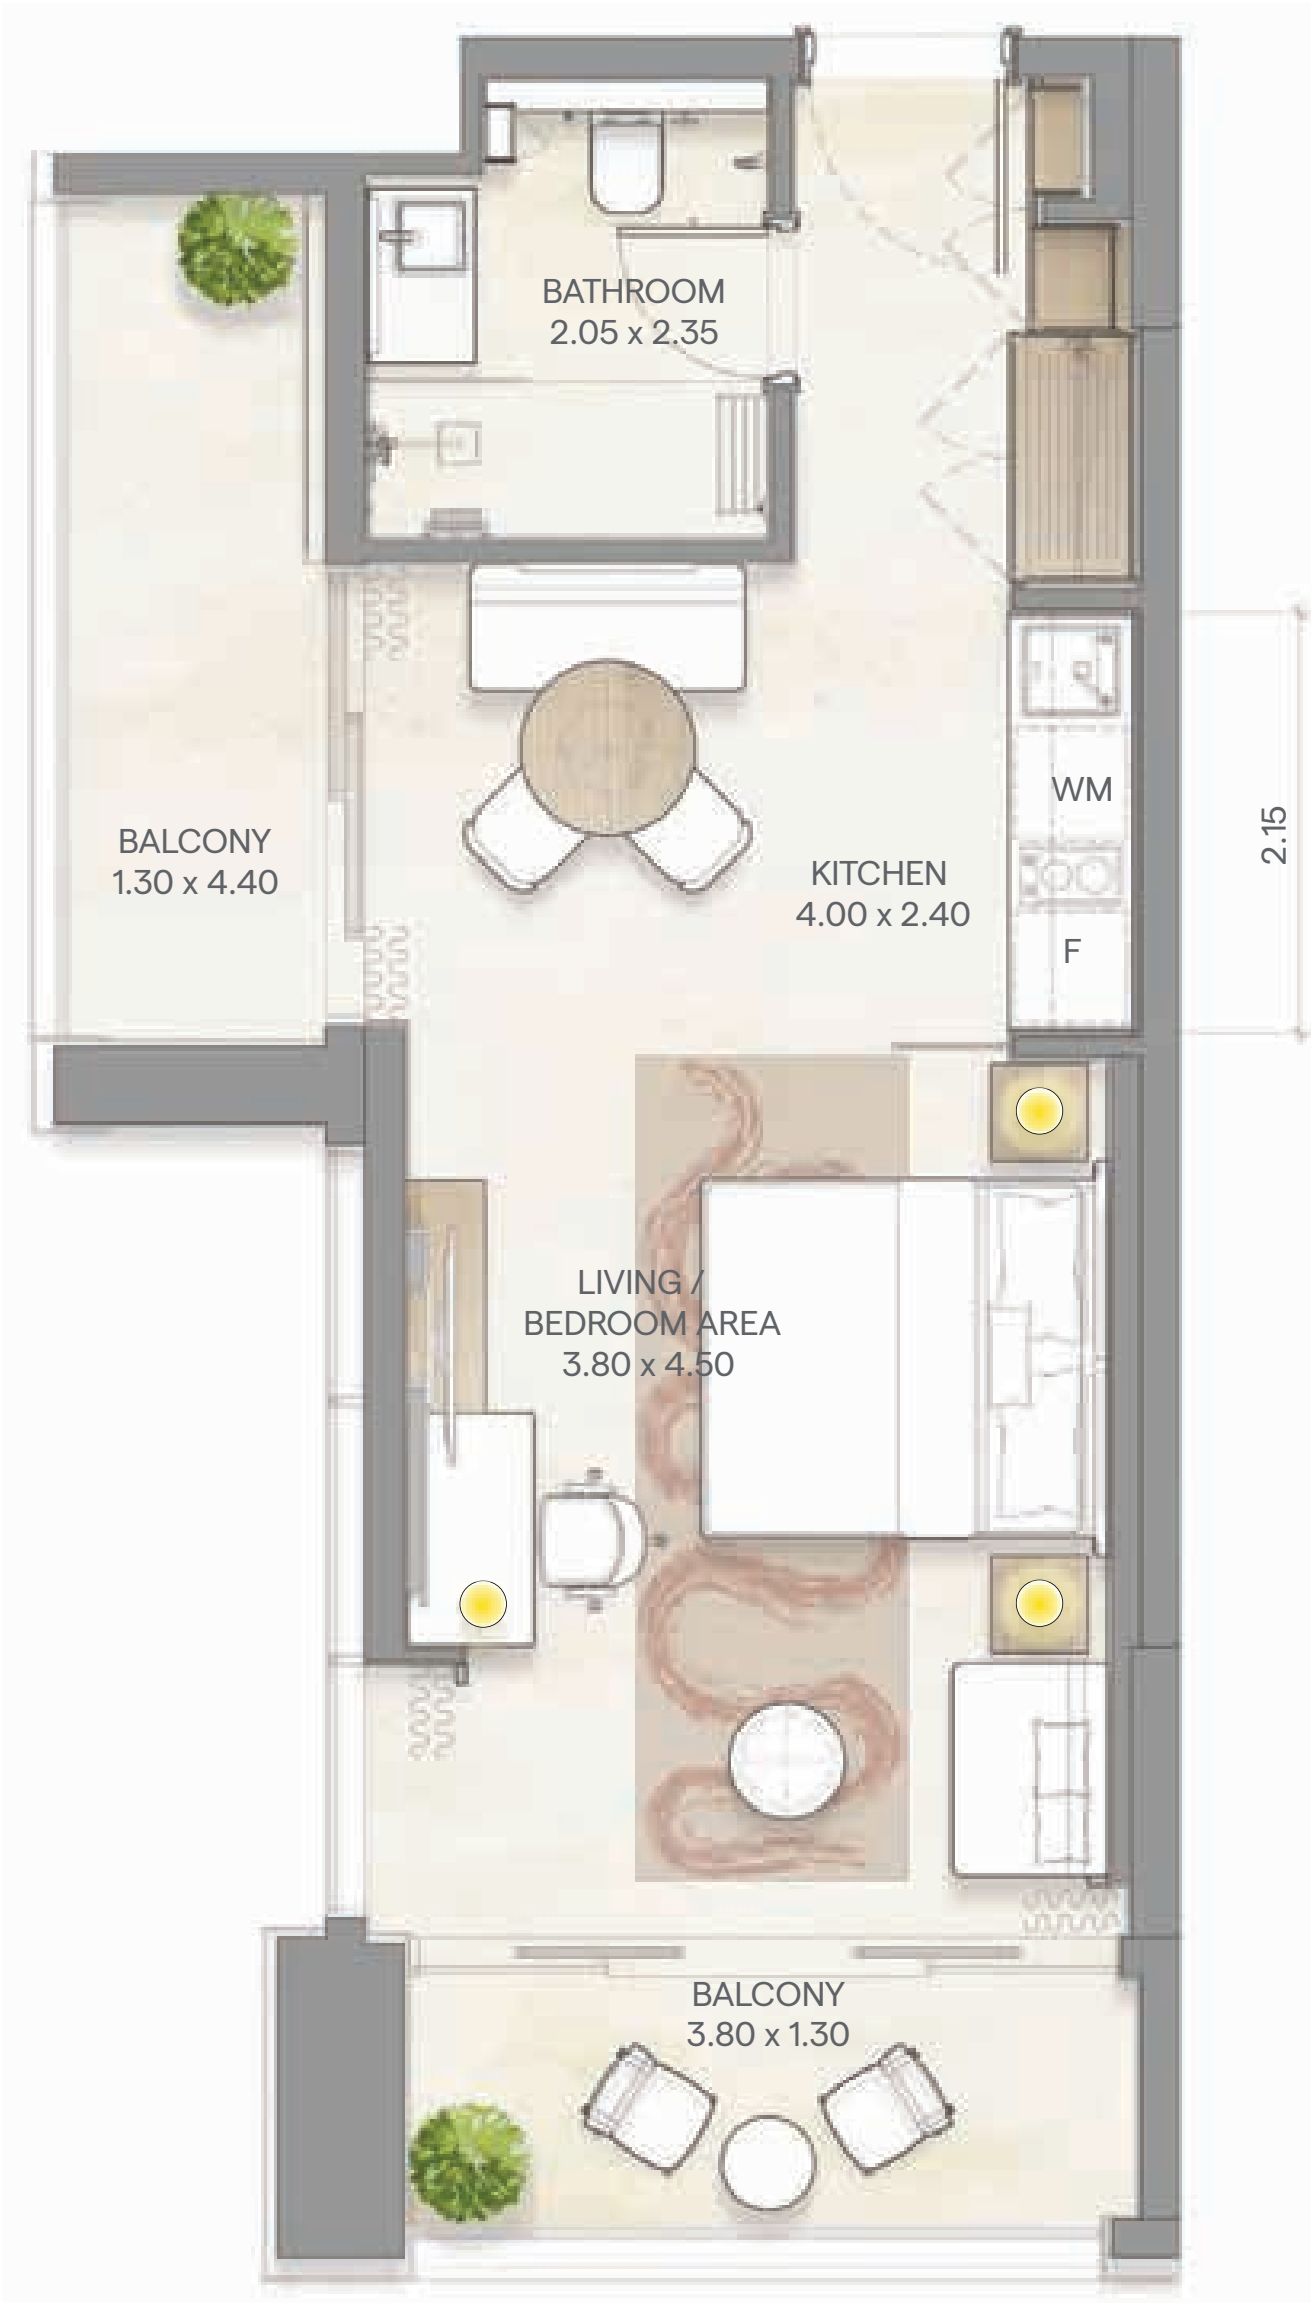 BATHROOM
2.05 x 2.35
WM
2.15
BALCONY
1.30 x 4.40
KITCHEN
4.00 x 2.40
F
LIVING /
BEDROOM AREA
3.80 x 4.50
BALCONY
3.80 x 1.30